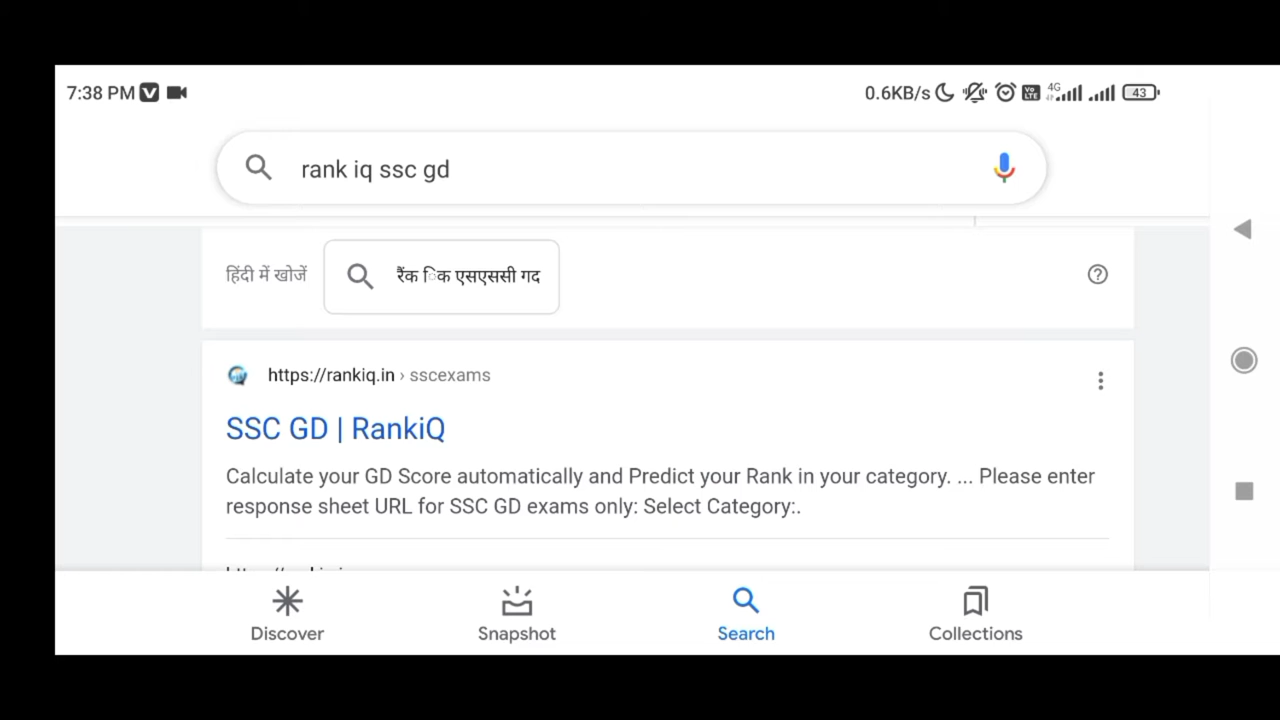 7:38 PM
0.6KB/s 4G 43
rank iq ssc gd
हिंदी में खोजें
रैंक िक एसएससी गद
https://rankiq.in › sscexams
SSC GD | RankiQ
Calculate your GD Score automatically and Predict your Rank in your category. ... Please enter
response sheet URL for SSC GD exams only: Select Category:.
Discover Snapshot Search Collections